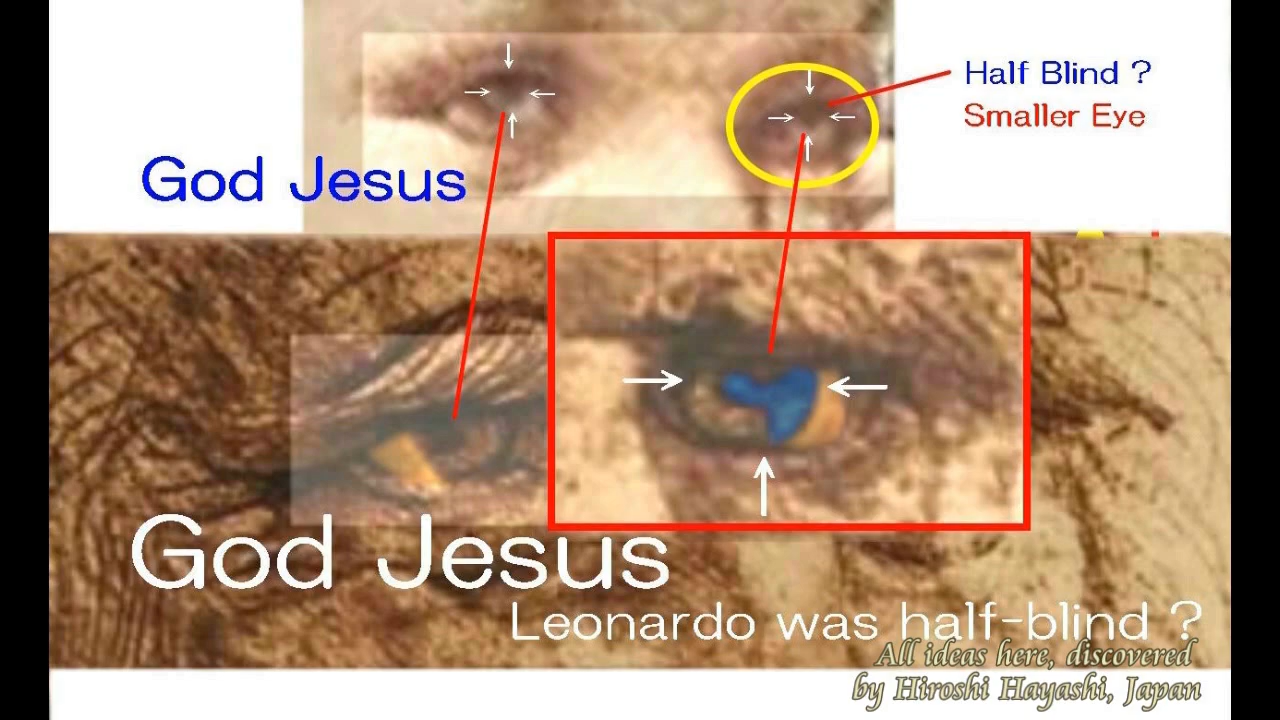 Half Blind ?
Smaller Eye
God Jesus
God Jesus
Leonardo was half-blind ?
All ideas here, discovered
by Hiroshi Hayashi, Japan